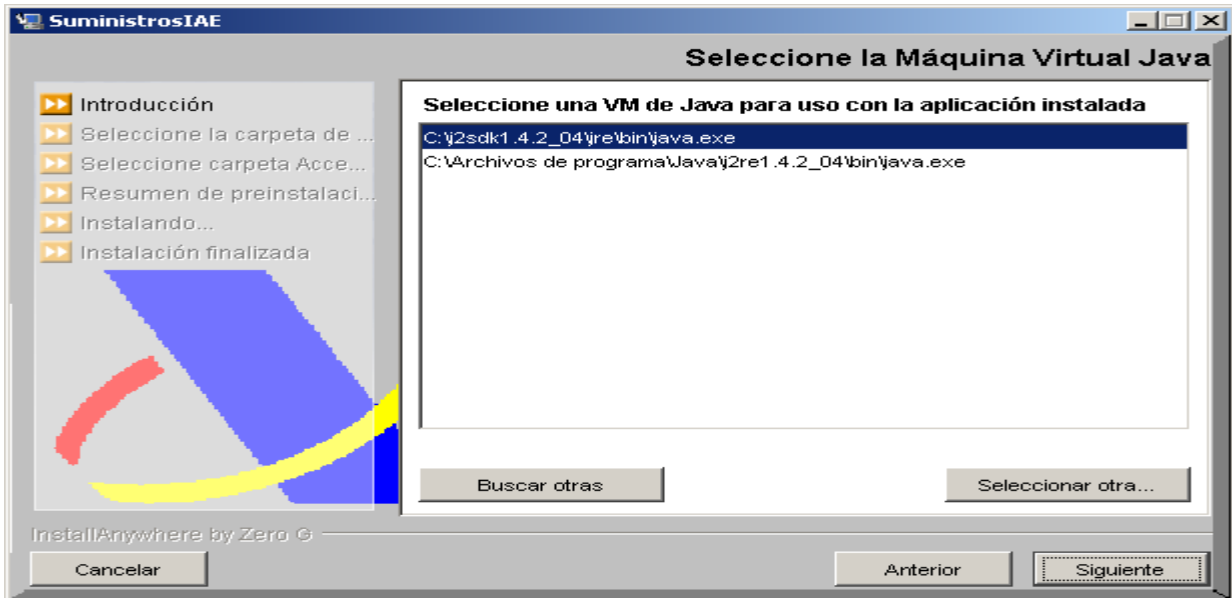 SuministrosIAE
Seleccione la Máquina Virtual Java
Introducción
Seleccione la carpeta de ...
Seleccione carpeta Acce...
Resumen de preinstalaci...
Instalando...
Instalación finalizada
Seleccione una VM de Java para uso con la aplicación instalada
C:\j2sdk1.4.2_04\jre\bin\java.exe
C:\Archivos de programa\Java\j2re1.4.2_04\bin\java.exe
Buscar otras
Seleccionar otra...
InstallAnywhere by Zero G
Cancelar
Anterior
Siguiente